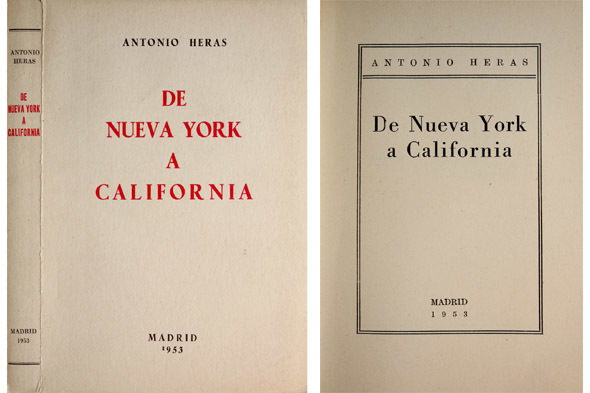 ANTONIO
HERAS
DE
NUEVA YORK
A
CALIFORNIA
MADRID
1953
ANTONIO HERAS
DE
NUEVA YORK
A
CALIFORNIA
MADRID
1953
ANTONIO HERAS
De Nueva York
a California
MADRID
1953